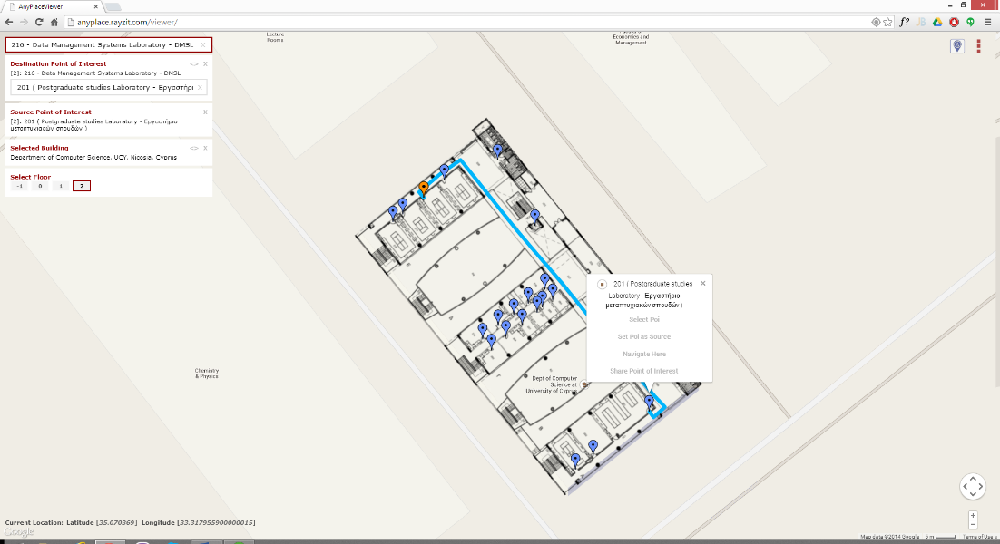 AnyPlaceViewer
anyplace.rayzit.com/viewer/
f?
216 - Data Management Systems Laboratory - DMSL X
Destination Point of Interest <> X
[2]: 216 - Data Management Systems Laboratory - DMSL
201 ( Postgraduate studies Laboratory - Εργαστήρι X
Source Point of Interest X
[2]: 201 ( Postgraduate studies Laboratory - Εργαστήριο
μεταπτυχιακών σπουδών )
Selected Building <> X
Department of Computer Science, UCY, Nicosia, Cyprus
Select Floor
-1 0 1 2
Lecture
Rooms
Faculty of
Economics and
Management
201 ( Postgraduate studies
Laboratory - Εργαστήριο
μεταπτυχιακών σπουδών )
Select Poi
Set Poi as Source
Navigate Here
Share Point of Interest
Chemistry
& Physics
Dept of Computer
Science at
University of Cyprus
Current Location: Latitude [35.070369] Longitude [33.317955900000015]
Google
Map data ©2014 Google 5 m Terms of Use